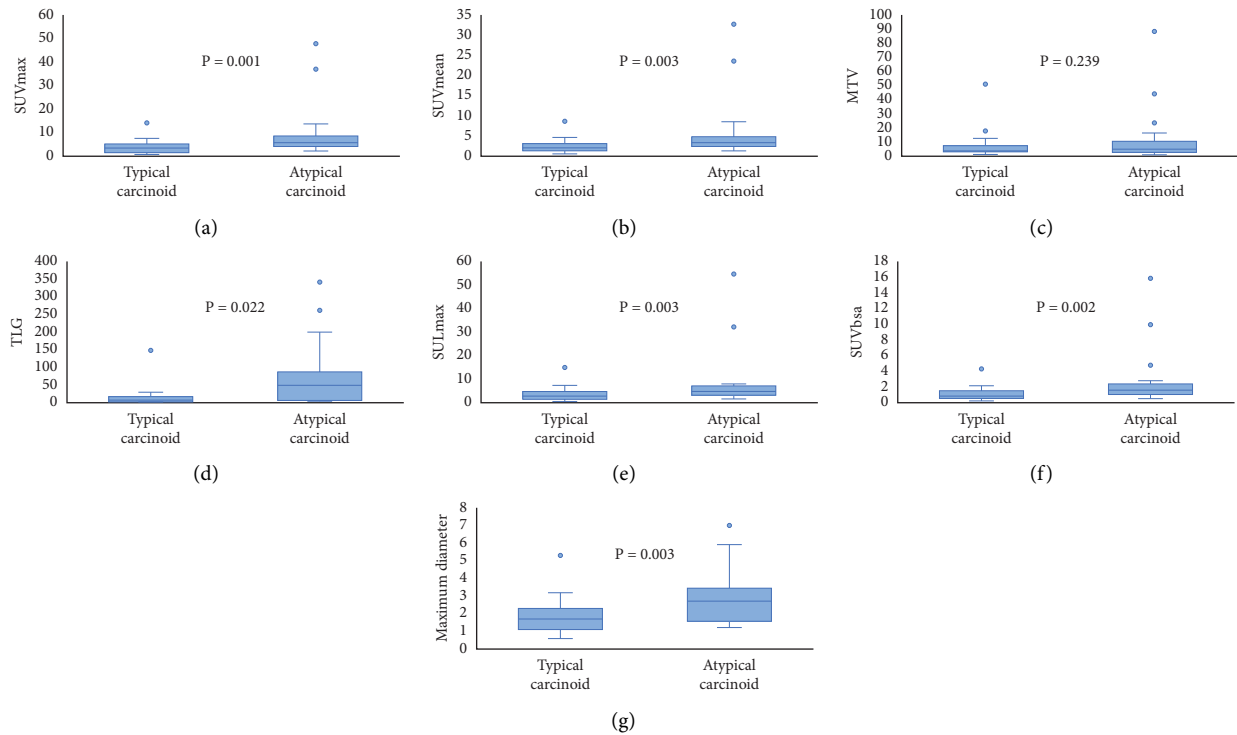 SUVmax
60
50
40
30
20
10
0
P = 0.001
Typical
carcinoid
Atypical
carcinoid
(a)
SUVmean
35
30
25
20
15
10
5
0
P = 0.003
Typical
carcinoid
Atypical
carcinoid
(b)
MTV
100
90
80
70
60
50
40
30
20
10
0
P = 0.239
Typical
carcinoid
Atypical
carcinoid
(c)
TLG
400
350
300
250
200
150
100
50
0
P = 0.022
Typical
carcinoid
Atypical
carcinoid
(d)
SULmax
60
50
40
30
20
10
0
P = 0.003
Typical
carcinoid
Atypical
carcinoid
(e)
SUVbsa
18
16
14
12
10
8
6
4
2
0
P = 0.002
Typical
carcinoid
Atypical
carcinoid
(f)
Maximum diameter
8
7
6
5
4
3
2
1
0
P = 0.003
Typical
carcinoid
Atypical
carcinoid
(g)